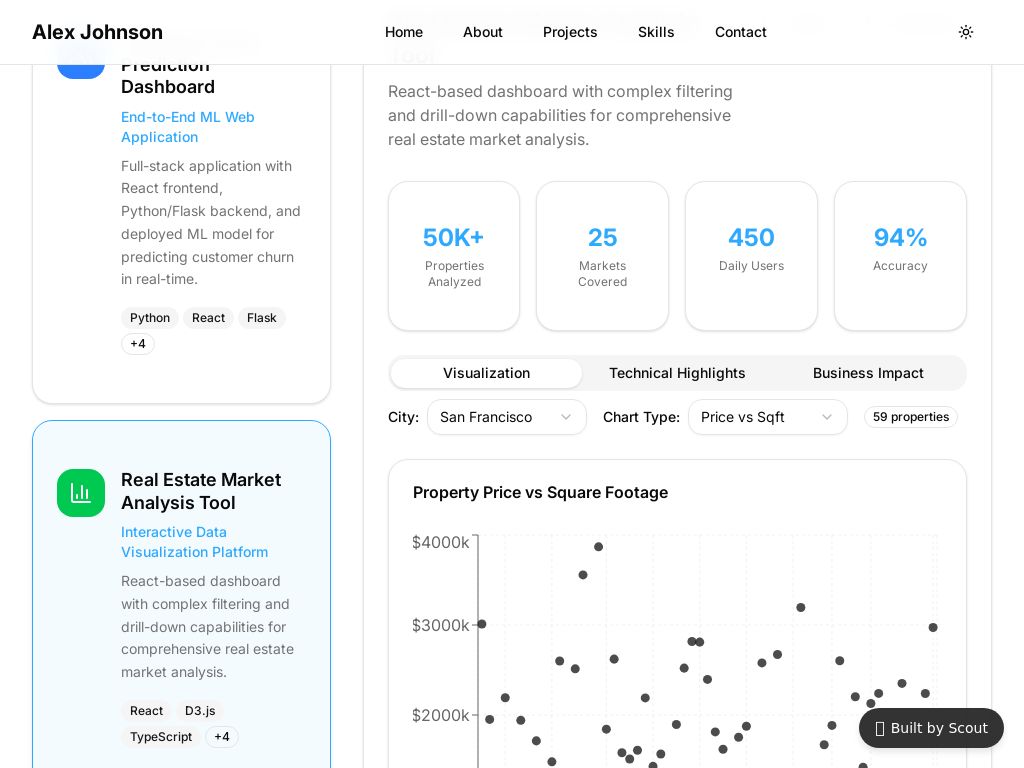 Alex Johnson
Home
About
Projects
Skills
Contact
Prediction
Dashboard
End-to-End ML Web
Application
Full-stack application with
React frontend,
Python/Flask backend, and
deployed ML model for
predicting customer churn
in real-time.
Python
React
Flask
+4
Real Estate Market
Analysis Tool
Interactive Data
Visualization Platform
React-based dashboard
with complex filtering and
drill-down capabilities for
comprehensive real estate
market analysis.
React
D3.js
TypeScript
+4
Tool
React-based dashboard with complex filtering
and drill-down capabilities for comprehensive
real estate market analysis.
50K+
Properties
Analyzed
25
Markets
Covered
450
Daily Users
94%
Accuracy
Visualization
Technical Highlights
Business Impact
City:
San Francisco
Chart Type:
Price vs Sqft
59 properties
Property Price vs Square Footage
$4000k
$3000k
$2000k
Built by Scout